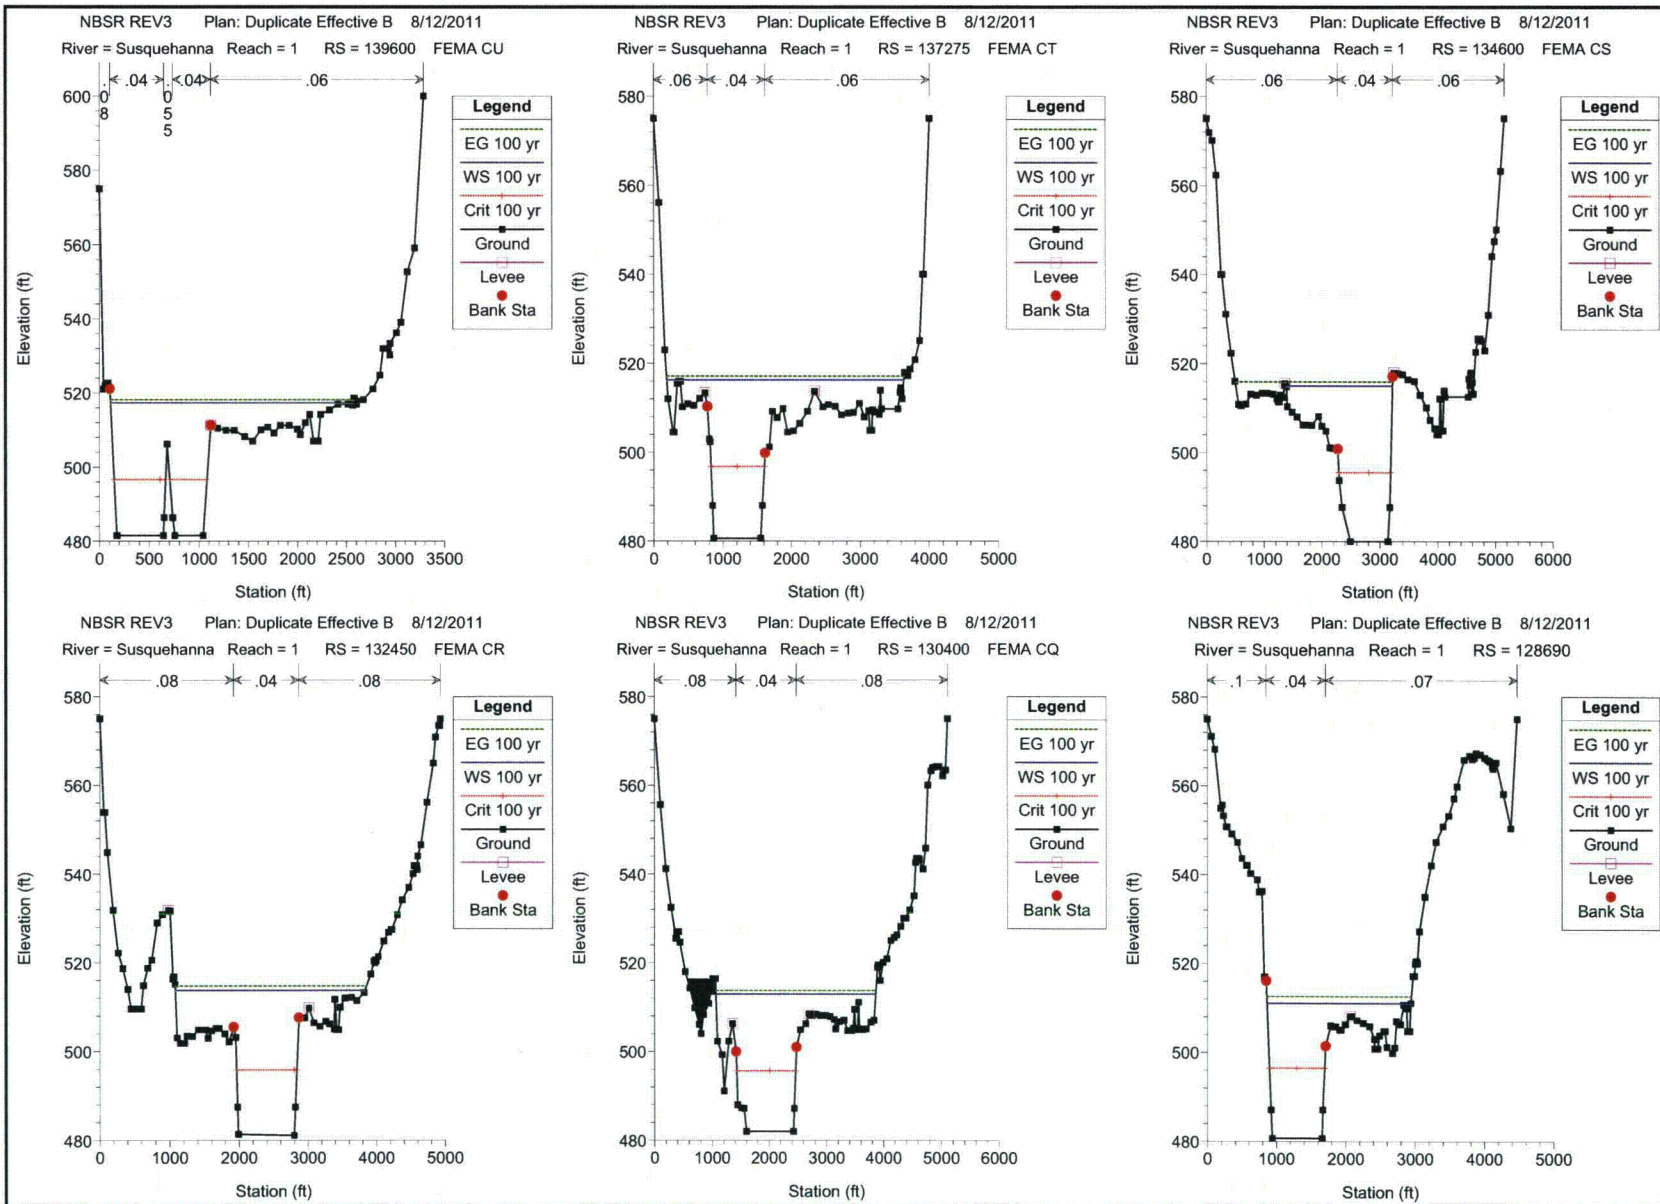 NBSR REV3 Plan: Duplicate Effective B 8/12/2011
River = Susquehanna Reach = 1 RS = 139600 FEMA CU
.08 .04 .055 .04 .06
Legend
EG 100 yr
WS 100 yr
Crit 100 yr
Ground
Levee
Bank Sta
600
580
560
540
520
500
480
Elevation (ft)
0 500 1000 1500 2000 2500 3000 3500
Station (ft)
NBSR REV3 Plan: Duplicate Effective B 8/12/2011
River = Susquehanna Reach = 1 RS = 137275 FEMA CT
.06 .04 .06
Legend
EG 100 yr
WS 100 yr
Crit 100 yr
Ground
Levee
Bank Sta
580
560
540
520
500
480
Elevation (ft)
0 1000 2000 3000 4000 5000
Station (ft)
NBSR REV3 Plan: Duplicate Effective B 8/12/2011
River = Susquehanna Reach = 1 RS = 134600 FEMA CS
.06 .04 .06
Legend
EG 100 yr
WS 100 yr
Crit 100 yr
Ground
Levee
Bank Sta
580
560
540
520
500
480
Elevation (ft)
0 1000 2000 3000 4000 5000 6000
Station (ft)
NBSR REV3 Plan: Duplicate Effective B 8/12/2011
River = Susquehanna Reach = 1 RS = 132450 FEMA CR
.08 .04 .08
Legend
EG 100 yr
WS 100 yr
Crit 100 yr
Ground
Levee
Bank Sta
580
560
540
520
500
480
Elevation (ft)
0 1000 2000 3000 4000 5000
Station (ft)
NBSR REV3 Plan: Duplicate Effective B 8/12/2011
River = Susquehanna Reach = 1 RS = 130400 FEMA CQ
.08 .04 .08
Legend
EG 100 yr
WS 100 yr
Crit 100 yr
Ground
Levee
Bank Sta
580
560
540
520
500
480
Elevation (ft)
0 1000 2000 3000 4000 5000 6000
Station (ft)
NBSR REV3 Plan: Duplicate Effective B 8/12/2011
River = Susquehanna Reach = 1 RS = 128690
.1 .04 .07
Legend
EG 100 yr
WS 100 yr
Crit 100 yr
Ground
Levee
Bank Sta
580
560
540
520
500
480
Elevation (ft)
0 1000 2000 3000 4000 5000
Station (ft)